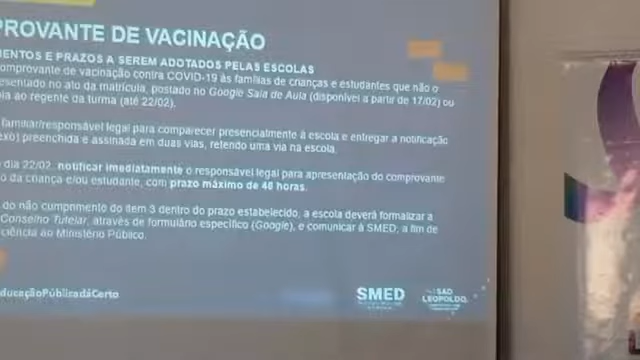 PROVANTE DE VACINAÇÃO
ENTOS E PRAZOS A SEREM ADOTADOS PELAS ESCOLAS
omprovante de vacinação contra COVID-19 às famílias de crianças e estudantes que não o
esentado no ato da matrícula, postado no Google Sala de Aula (disponível a partir de 17/02) ou
ao regente da turma (até 22/02).
familiar/responsável legal para comparecer presencialmente à escola e entregar a notificação
exo) preenchida e assinada em duas vias, retendo uma via na escola.
dia 22/02, notificar imediatamente o responsável legal para apresentação do comprovante
o da criança e/ou estudante, com prazo máximo de 48 horas.
do não cumprimento do item 3 dentro do prazo estabelecido, a escola deverá formalizar a
Conselho Tutelar, através de formulário específico (Google), e comunicar à SMED, a fim de
ciência ao Ministério Público.
ducaçãoPúblicadáCerto
SMED
SÃO
LEOPOLDO